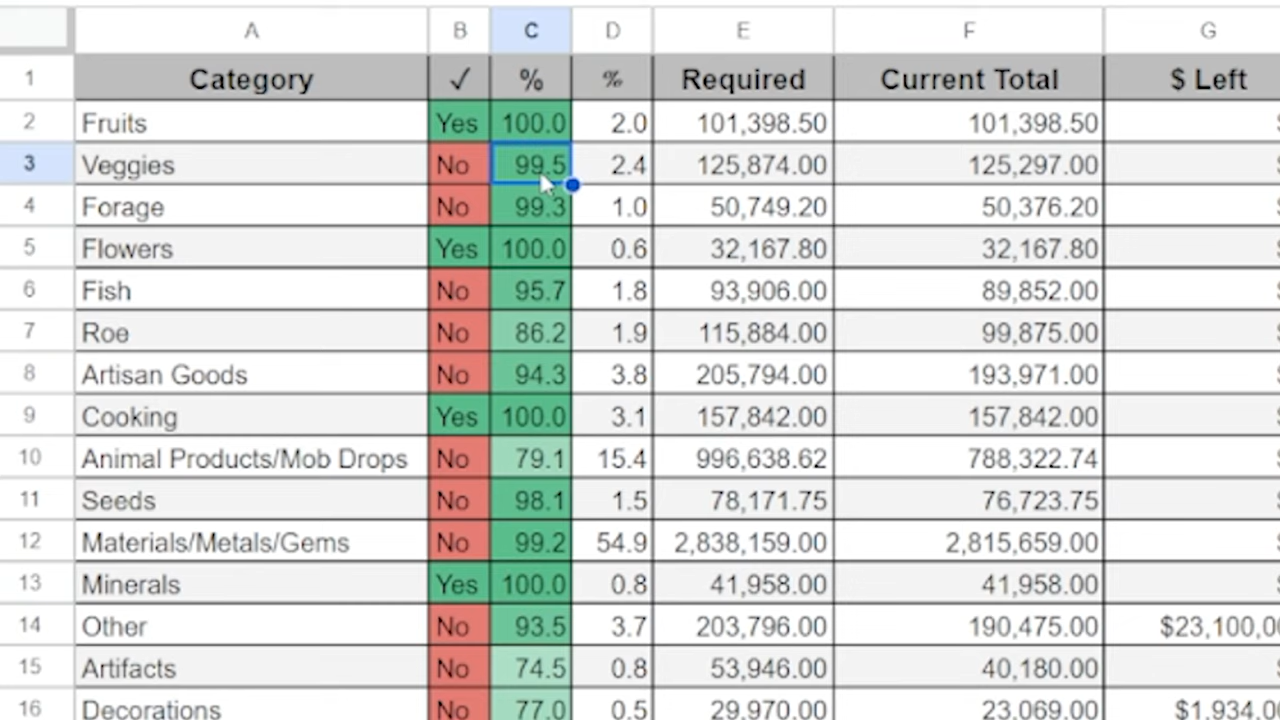 A B C D E F G
1 Category ✓ % % Required Current Total $ Left
2 Fruits Yes 100.0 2.0 101,398.50 101,398.50 $
3 Veggies No 99.5 2.4 125,874.00 125,297.00
4 Forage No 99.3 1.0 50,749.20 50,376.20 $
5 Flowers Yes 100.0 0.6 32,167.80 32,167.80
6 Fish No 95.7 1.8 93,906.00 89,852.00 $
7 Roe No 86.2 1.9 115,884.00 99,875.00
8 Artisan Goods No 94.3 3.8 205,794.00 193,971.00 $
9 Cooking Yes 100.0 3.1 157,842.00 157,842.00
10 Animal Products/Mob Drops No 79.1 15.4 996,638.62 788,322.74 $
11 Seeds No 98.1 1.5 78,171.75 76,723.75
12 Materials/Metals/Gems No 99.2 54.9 2,838,159.00 2,815,659.00 $
13 Minerals Yes 100.0 0.8 41,958.00 41,958.00
14 Other No 93.5 3.7 203,796.00 190,475.00 $23,100,0
15 Artifacts No 74.5 0.8 53,946.00 40,180.00
16 Decorations No 77.0 0.5 29,970.00 23,069.00 $1,934,0